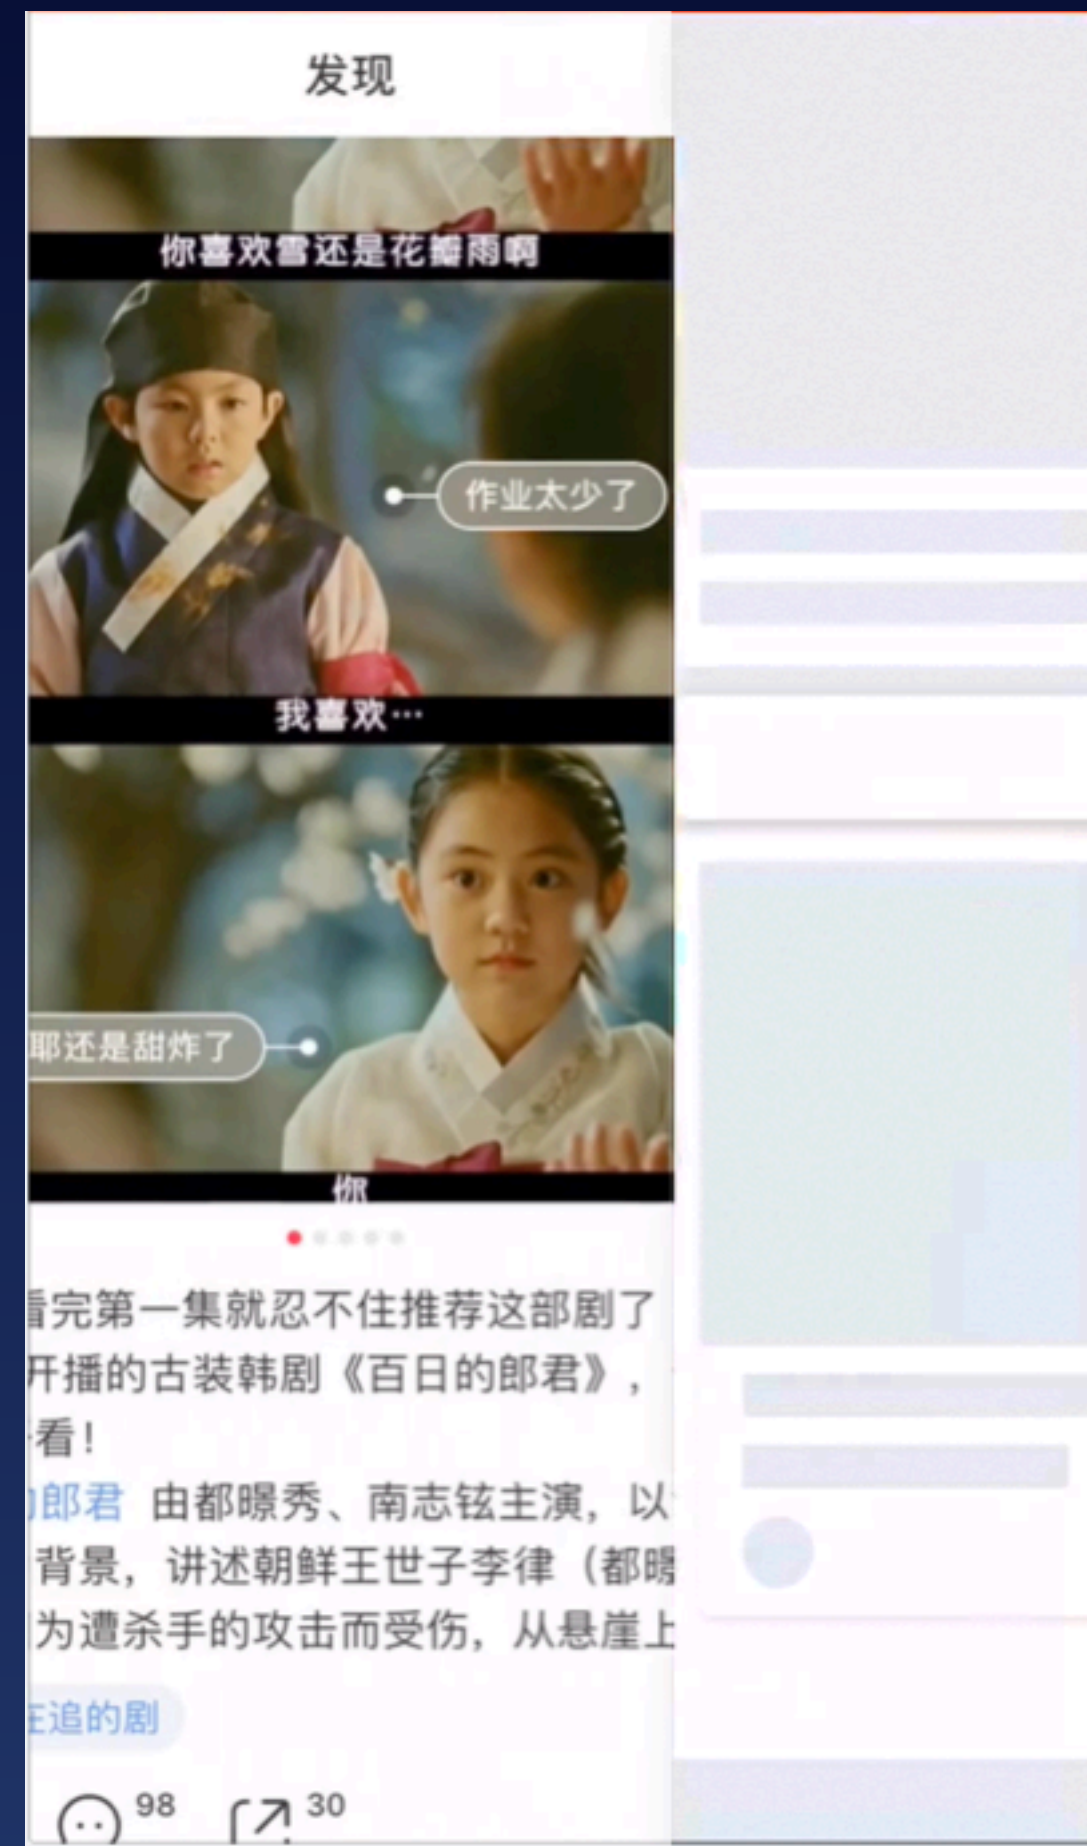 发现
你喜欢雪还是花瓣雨啊
作业太少了
我喜欢…
耶还是甜炸了
你
看完第一集就忍不住推荐这部剧了
开播的古装韩剧《百日的郎君》，
看！
郎君 由都暻秀、南志铉主演，以
背景，讲述朝鲜王世子李律（都暻
为遭杀手的攻击而受伤，从悬崖上
在追的剧
98
30